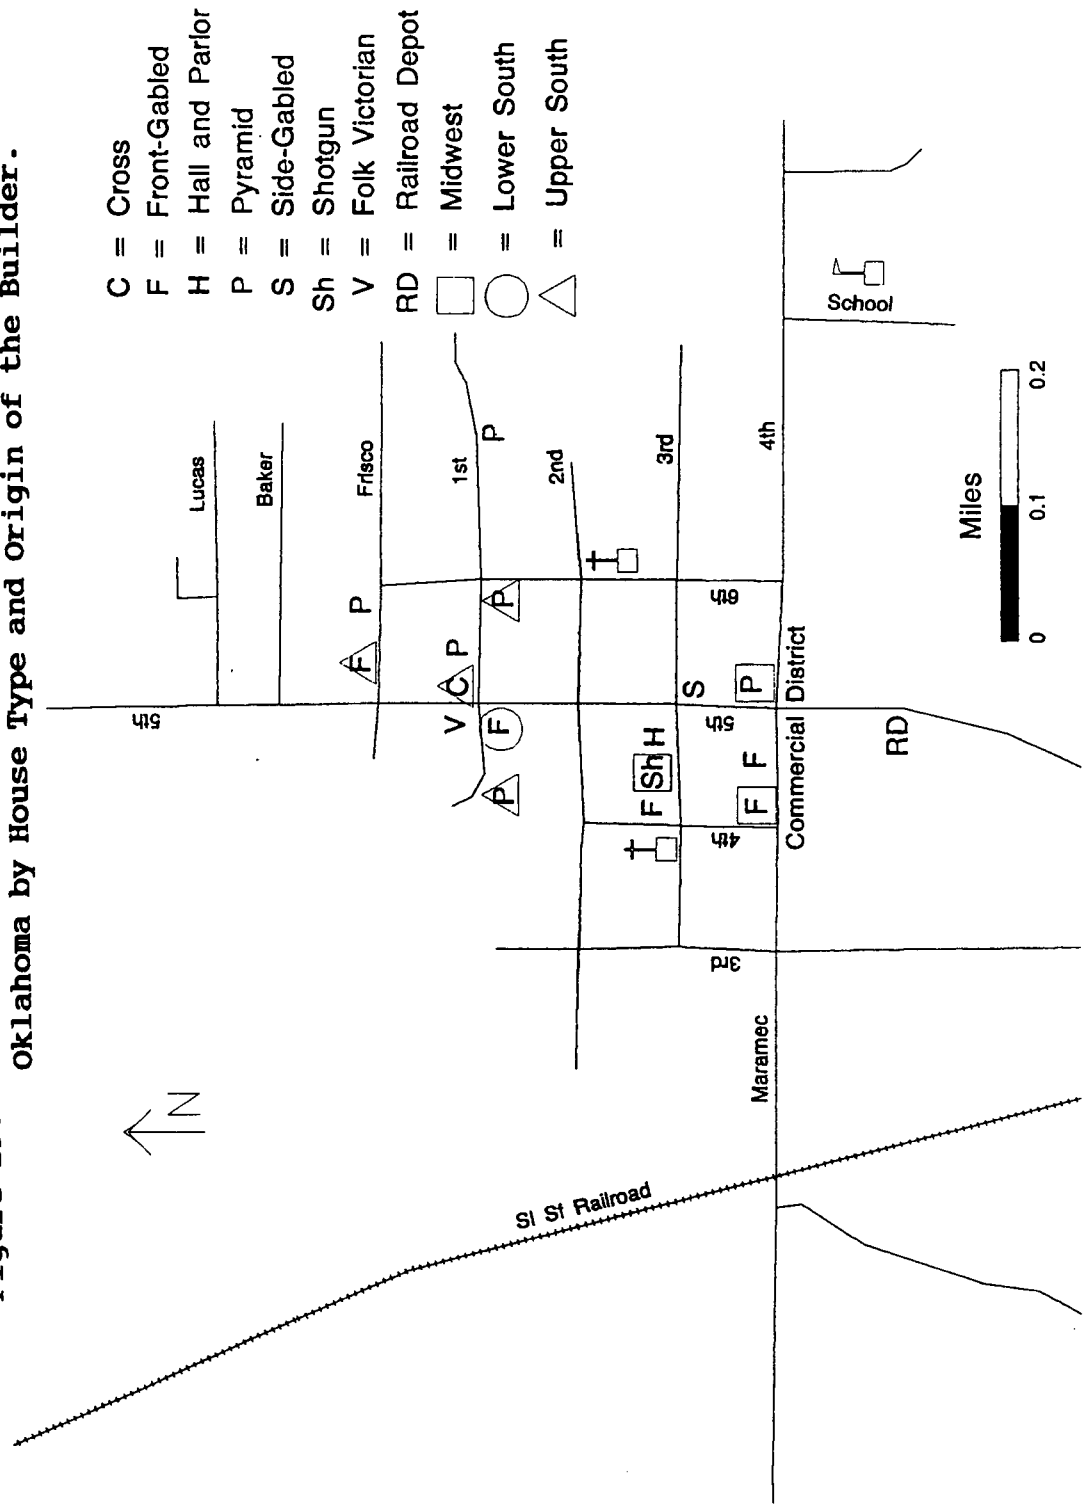 Oklahoma by House Type and Origin of the Builder.
C = Cross
F = Front-Gabled
H = Hall and Parlor
P = Pyramid
S = Side-Gabled
Sh = Shotgun
V = Folk Victorian
RD = Railroad Depot
= Midwest
= Lower South
= Upper South
N
Lucas
Baker
Frisco
1st
2nd
3rd
4th
5th
F P
V C P
P F P
P
6th
F Sh H
S
4th
5th
6th
F F P
3rd
Maramec
Commercial District
RD
School
Sl Sf Railroad
Miles
0 0.1 0.2